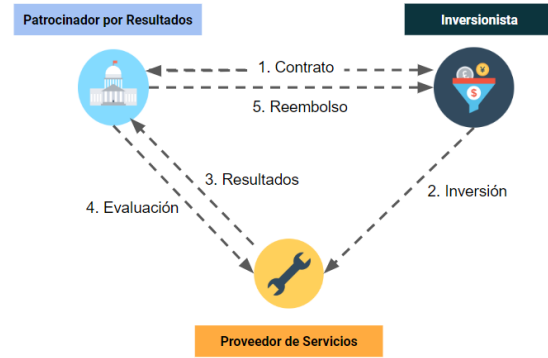 Patrocinador por Resultados
Inversionista
1. Contrato
5. Reembolso
3. Resultados
4. Evaluación
2. Inversión
Proveedor de Servicios